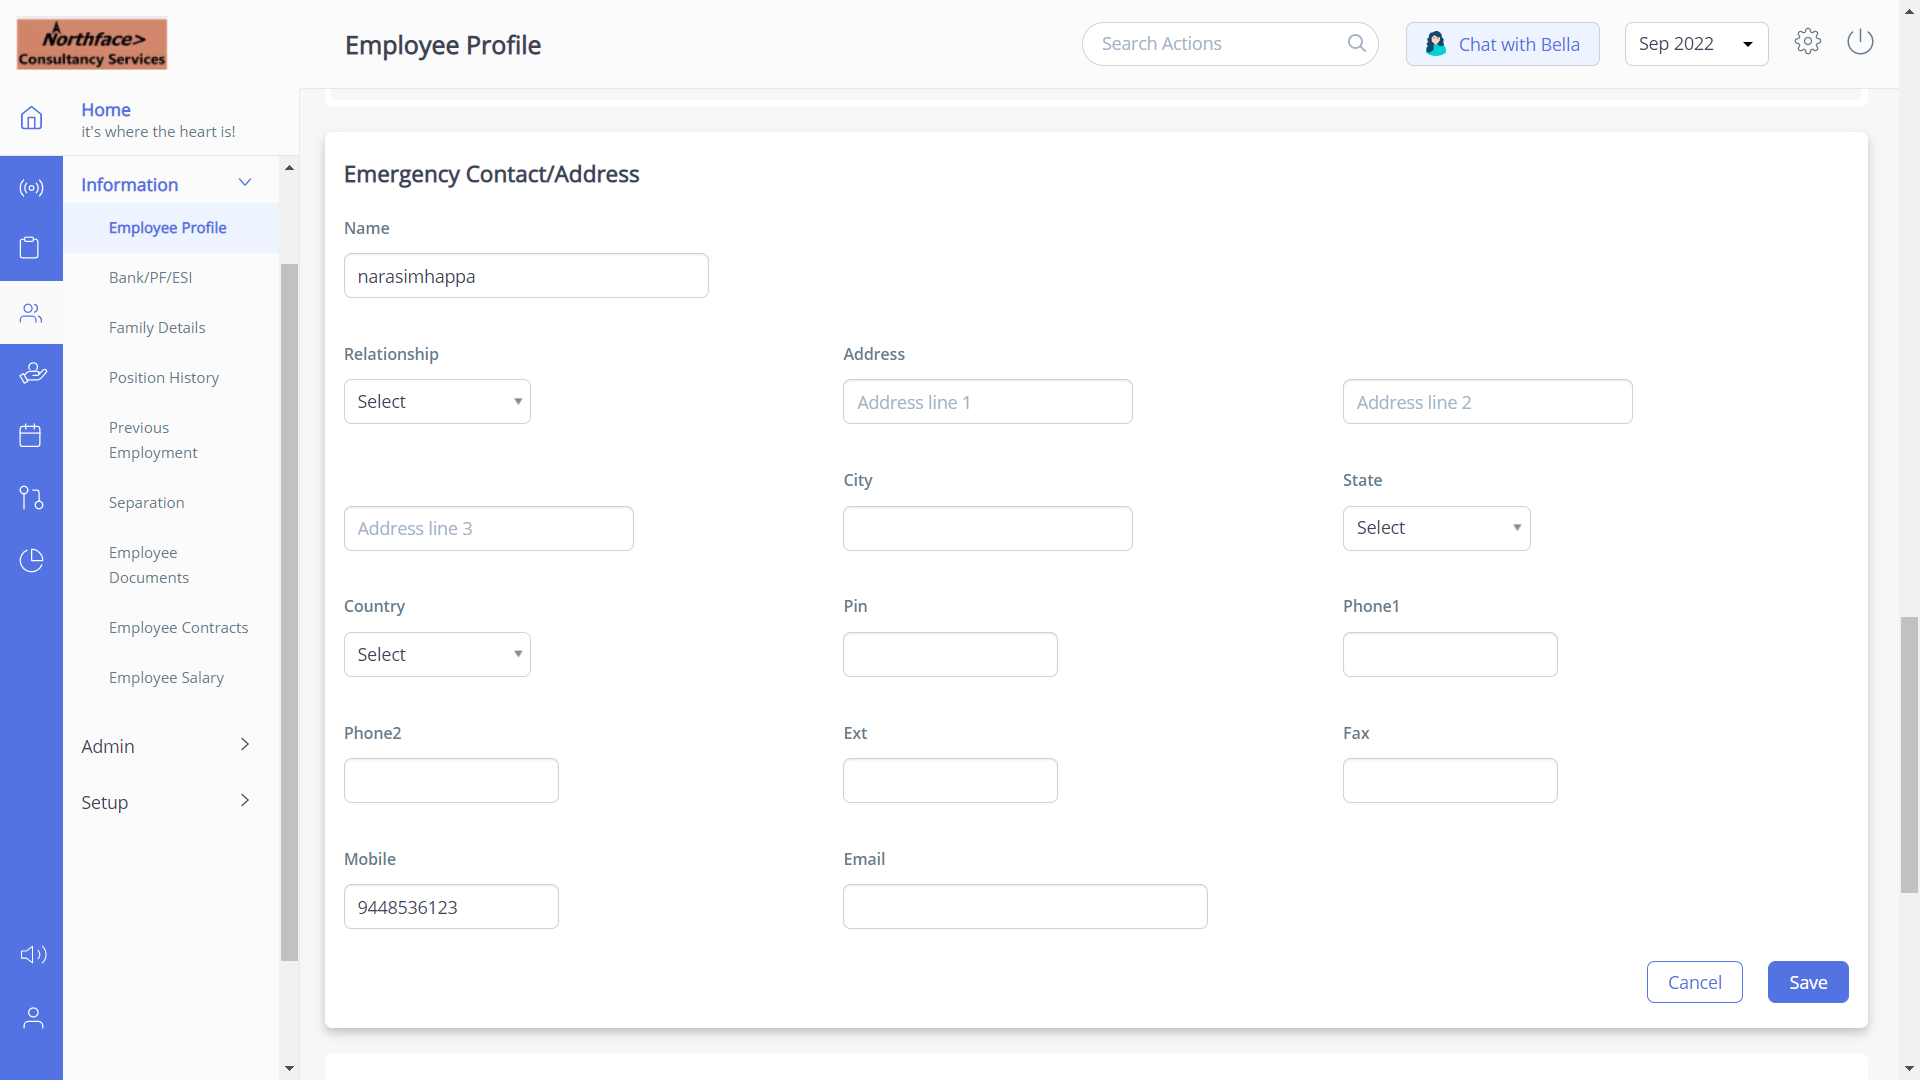 Northface>
Consultancy Services
Employee Profile
Search Actions
Chat with Bella
Sep 2022
Home
it's where the heart is!
Information
Employee Profile
Bank/PF/ESI
Family Details
Position History
Previous
Employment
Separation
Employee
Documents
Employee Contracts
Employee Salary
Admin
Setup
Emergency Contact/Address
Name
narasimhappa
Relationship
Address
Select
Address line 1
Address line 2
City
State
Address line 3
Select
Country
Pin
Phone1
Select
Phone2
Ext
Fax
Mobile
Email
9448536123
Cancel
Save